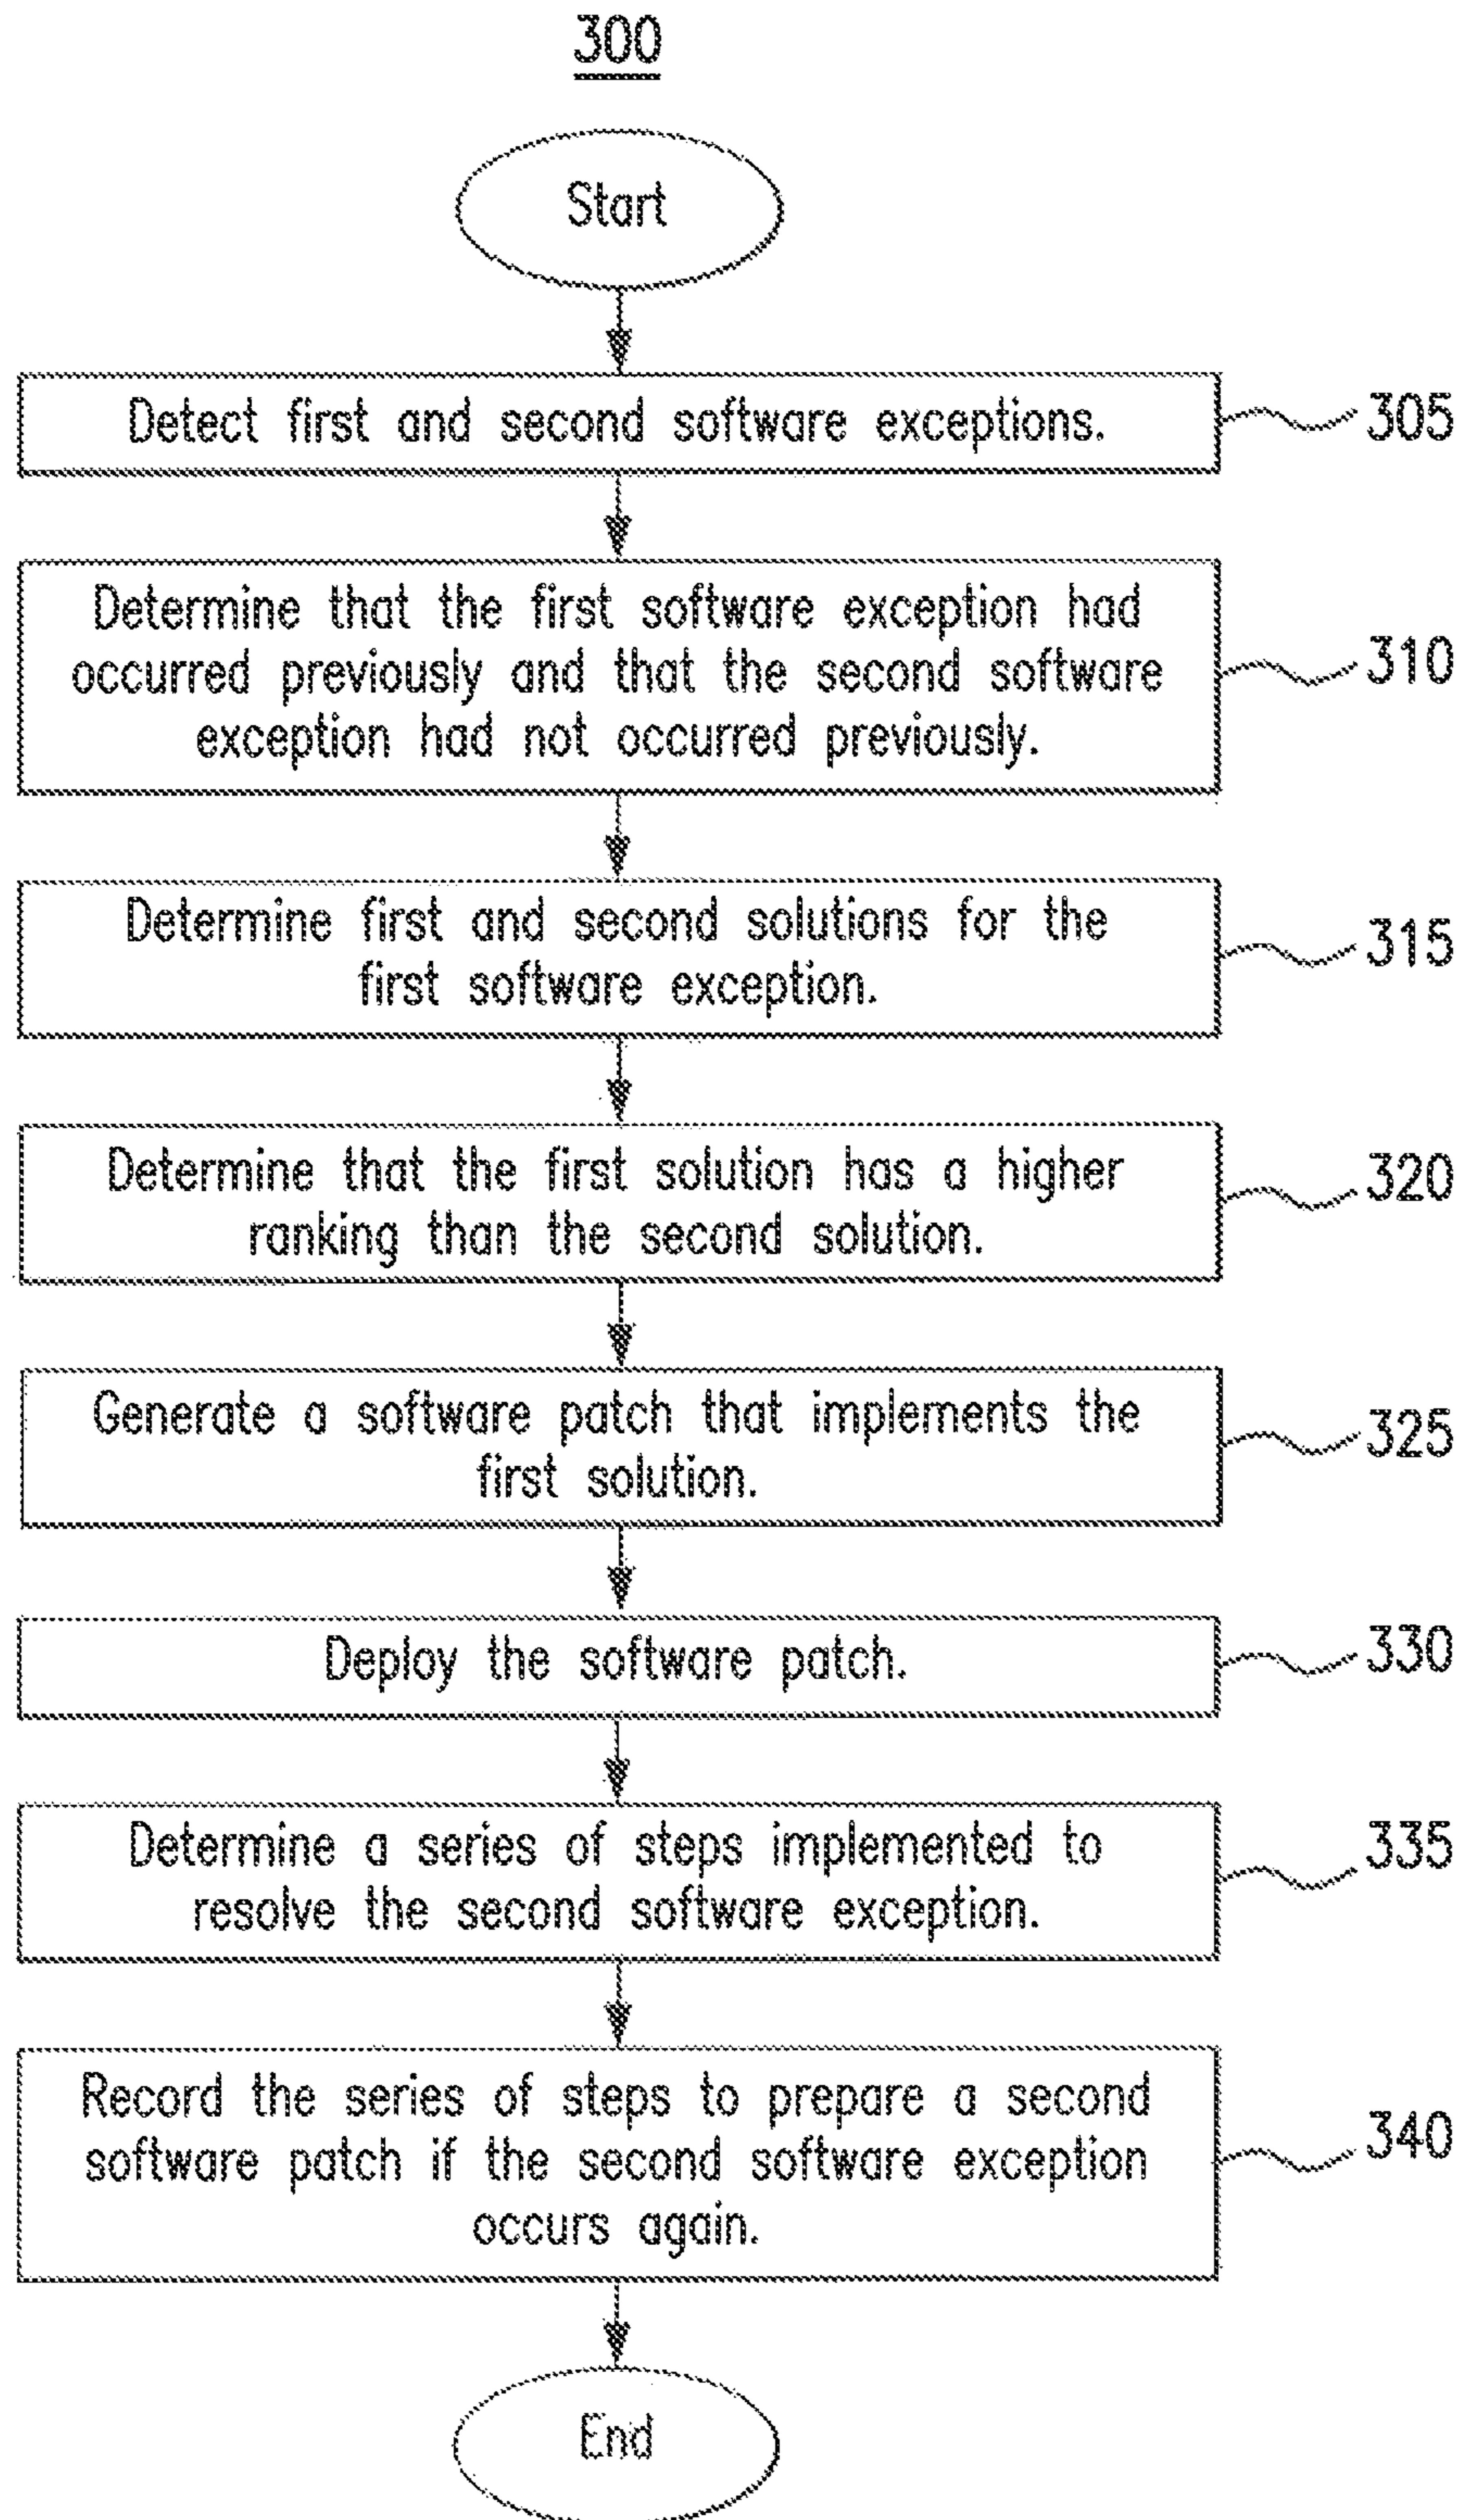 300
Start
Detect first and second software exceptions.
305
Determine that the first software exception had
occurred previously and that the second software
exception had not occurred previously.
310
Determine first and second solutions for the
first software exception.
315
Determine that the first solution has a higher
ranking than the second solution.
320
Generate a software patch that implements the
first solution.
325
Deploy the software patch.
330
Determine a series of steps implemented to
resolve the second software exception.
335
Record the series of steps to prepare a second
software patch if the second software exception
occurs again.
340
End